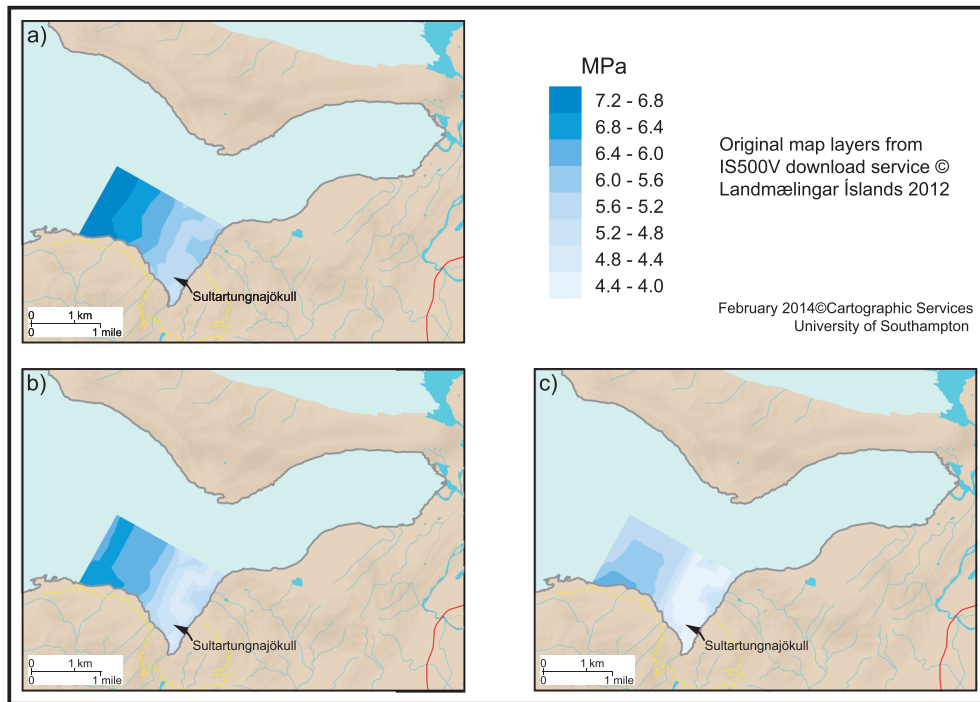 a)
Sultartungnajökull
0 1 km
0 1 mile
MPa
7.2 - 6.8
6.8 - 6.4
6.4 - 6.0
6.0 - 5.6
5.6 - 5.2
5.2 - 4.8
4.8 - 4.4
4.4 - 4.0
Original map layers from
IS500V download service ©
Landmælingar Íslands 2012
February 2014©Cartographic Services
University of Southampton
b)
Sultartungnajökull
0 1 km
0 1 mile
c)
Sultartungnajökull
0 1 km
0 1 mile